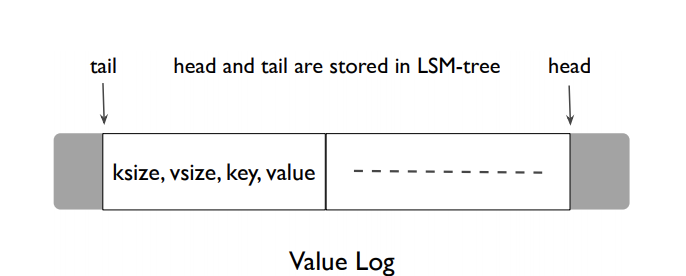 tail head and tail are stored in LSM-tree head
ksize, vsize, key, value
Value Log